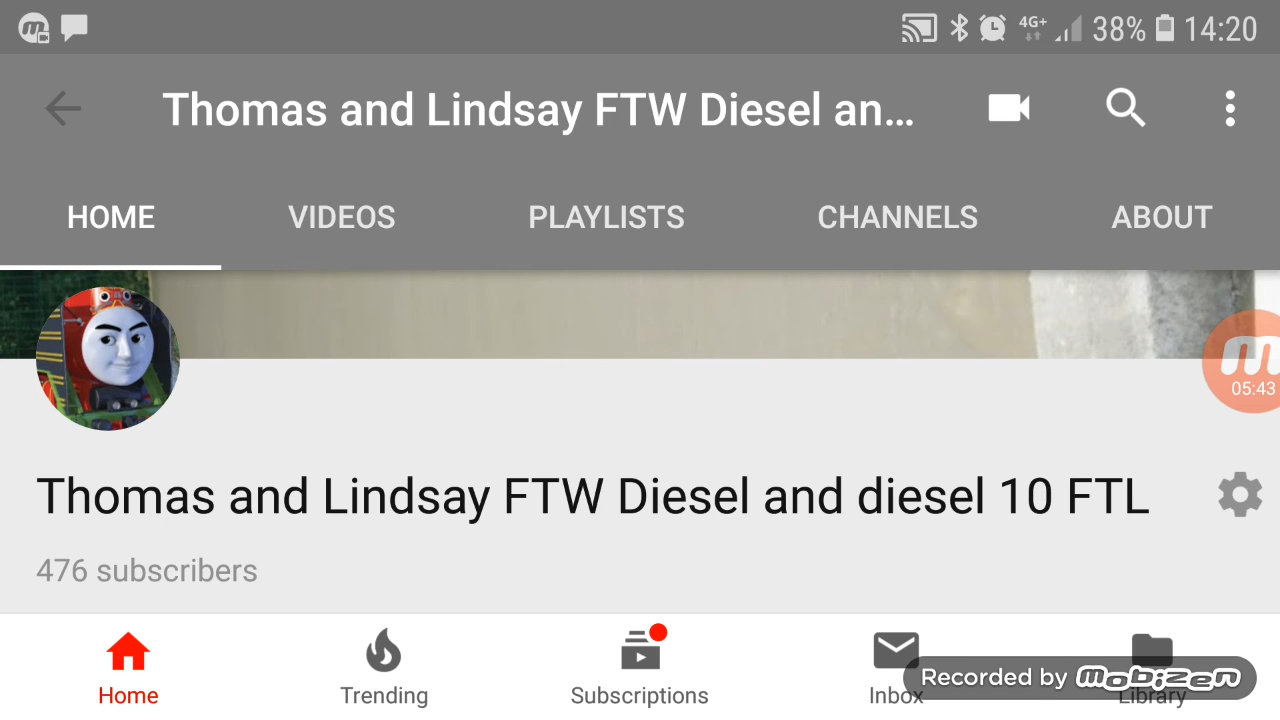 4G+ 38% 14:20
Thomas and Lindsay FTW Diesel an...
HOME VIDEOS PLAYLISTS CHANNELS ABOUT
05:43
Thomas and Lindsay FTW Diesel and diesel 10 FTL
476 subscribers
Recorded by mobizen
Home Trending Subscriptions Inbox Library